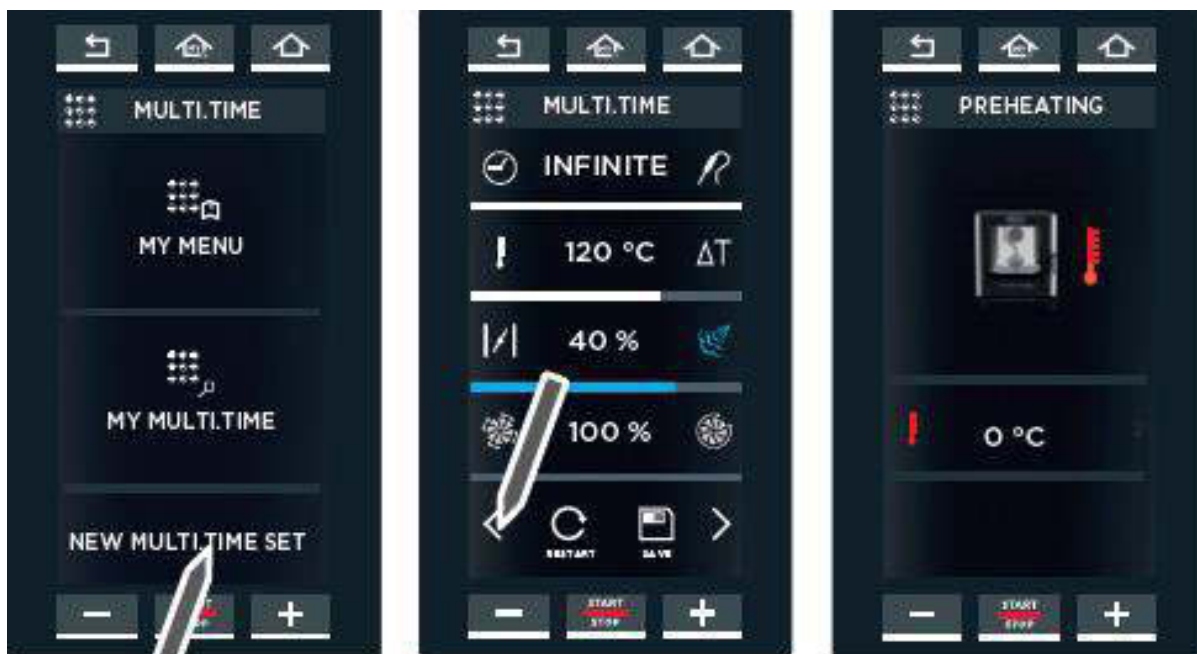 MULTI.TIME
MY MENU
MY MULTI.TIME
NEW MULTI.TIME SET
MULTI.TIME
INFINITE
120 °C ΔT
40 %
100 %
RESTART SAVE
START
STOP
PREHEATING
0 °C
START
STOP